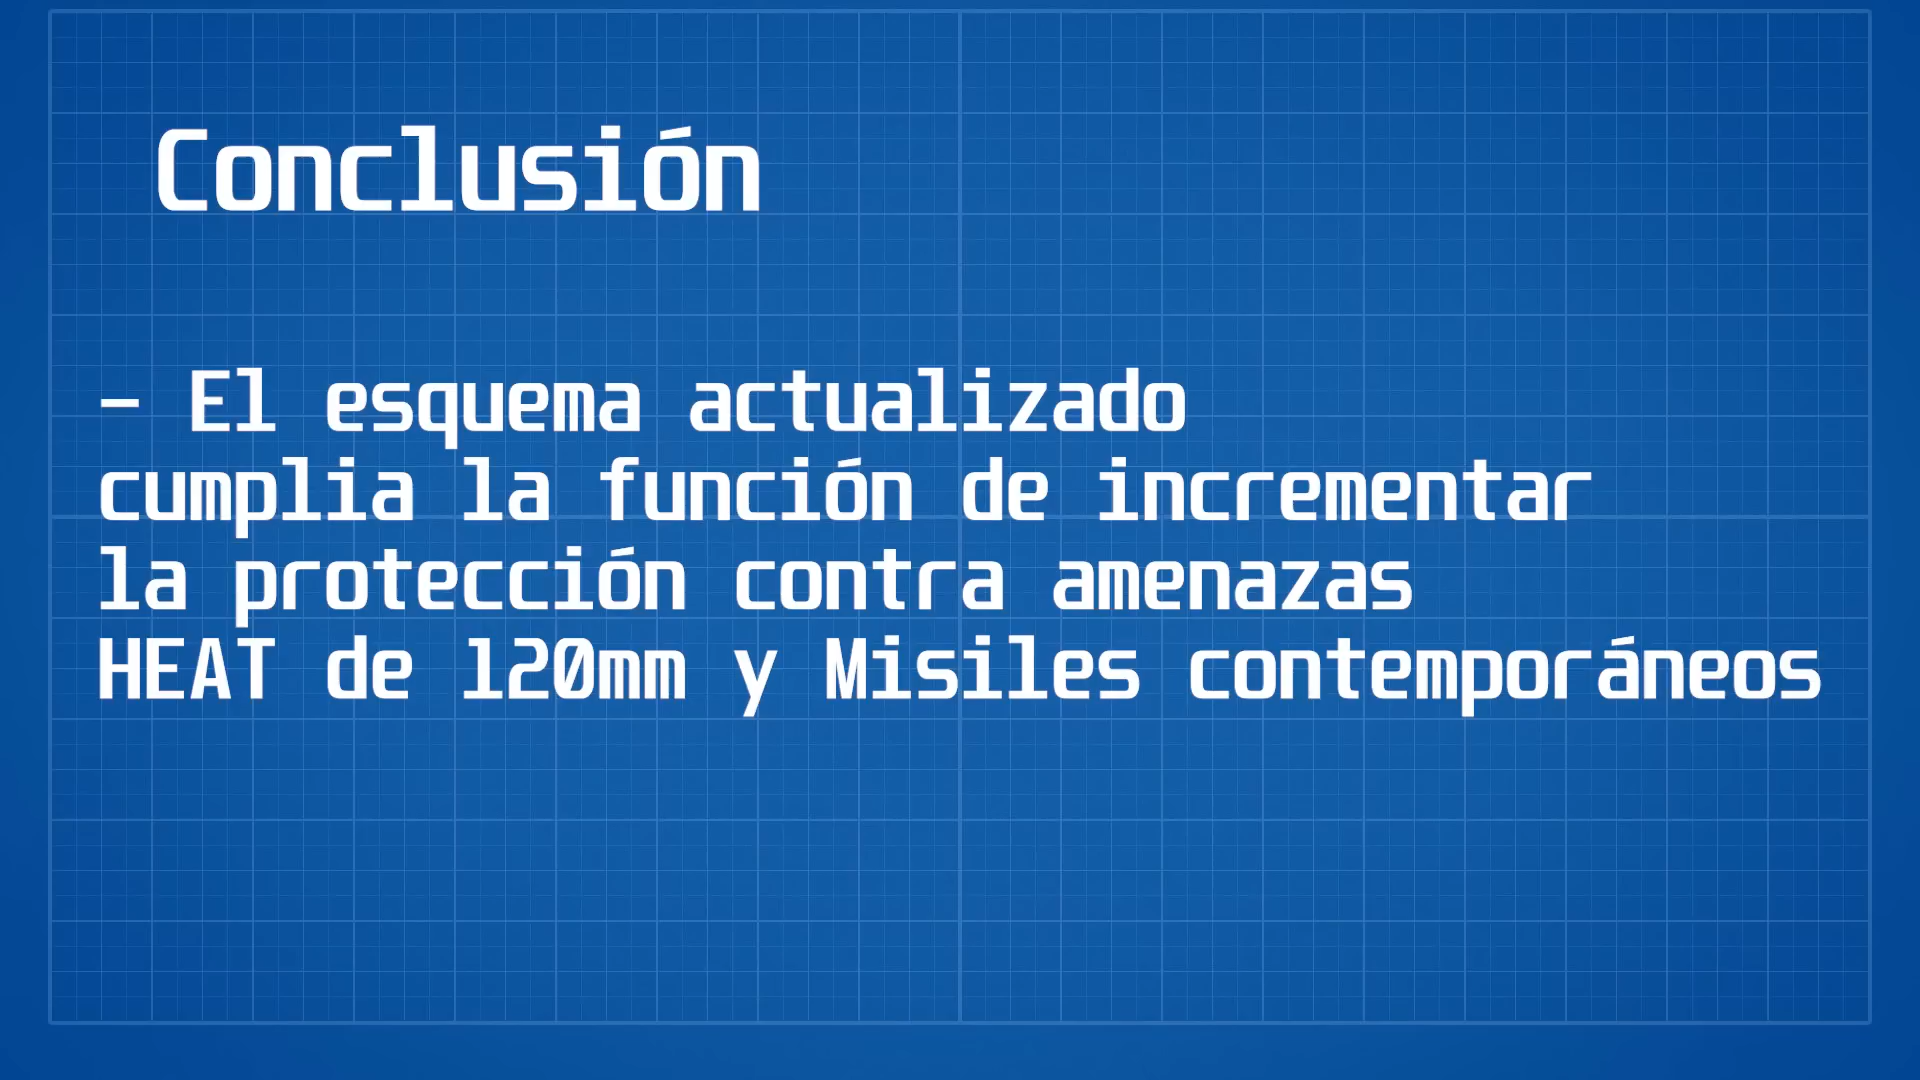 Conclusión
- El esquema actualizado
cumplia la función de incrementar
la protección contra amenazas
HEAT de 120mm y Misiles contemporáneos